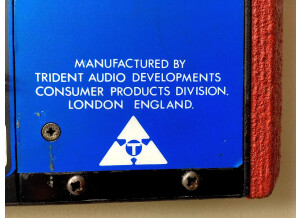 MANUFACTURED BY
TRIDENT AUDIO DEVELOPMENTS
CONSUMER PRODUCTS DIVISION.
LONDON ENGLAND.
T